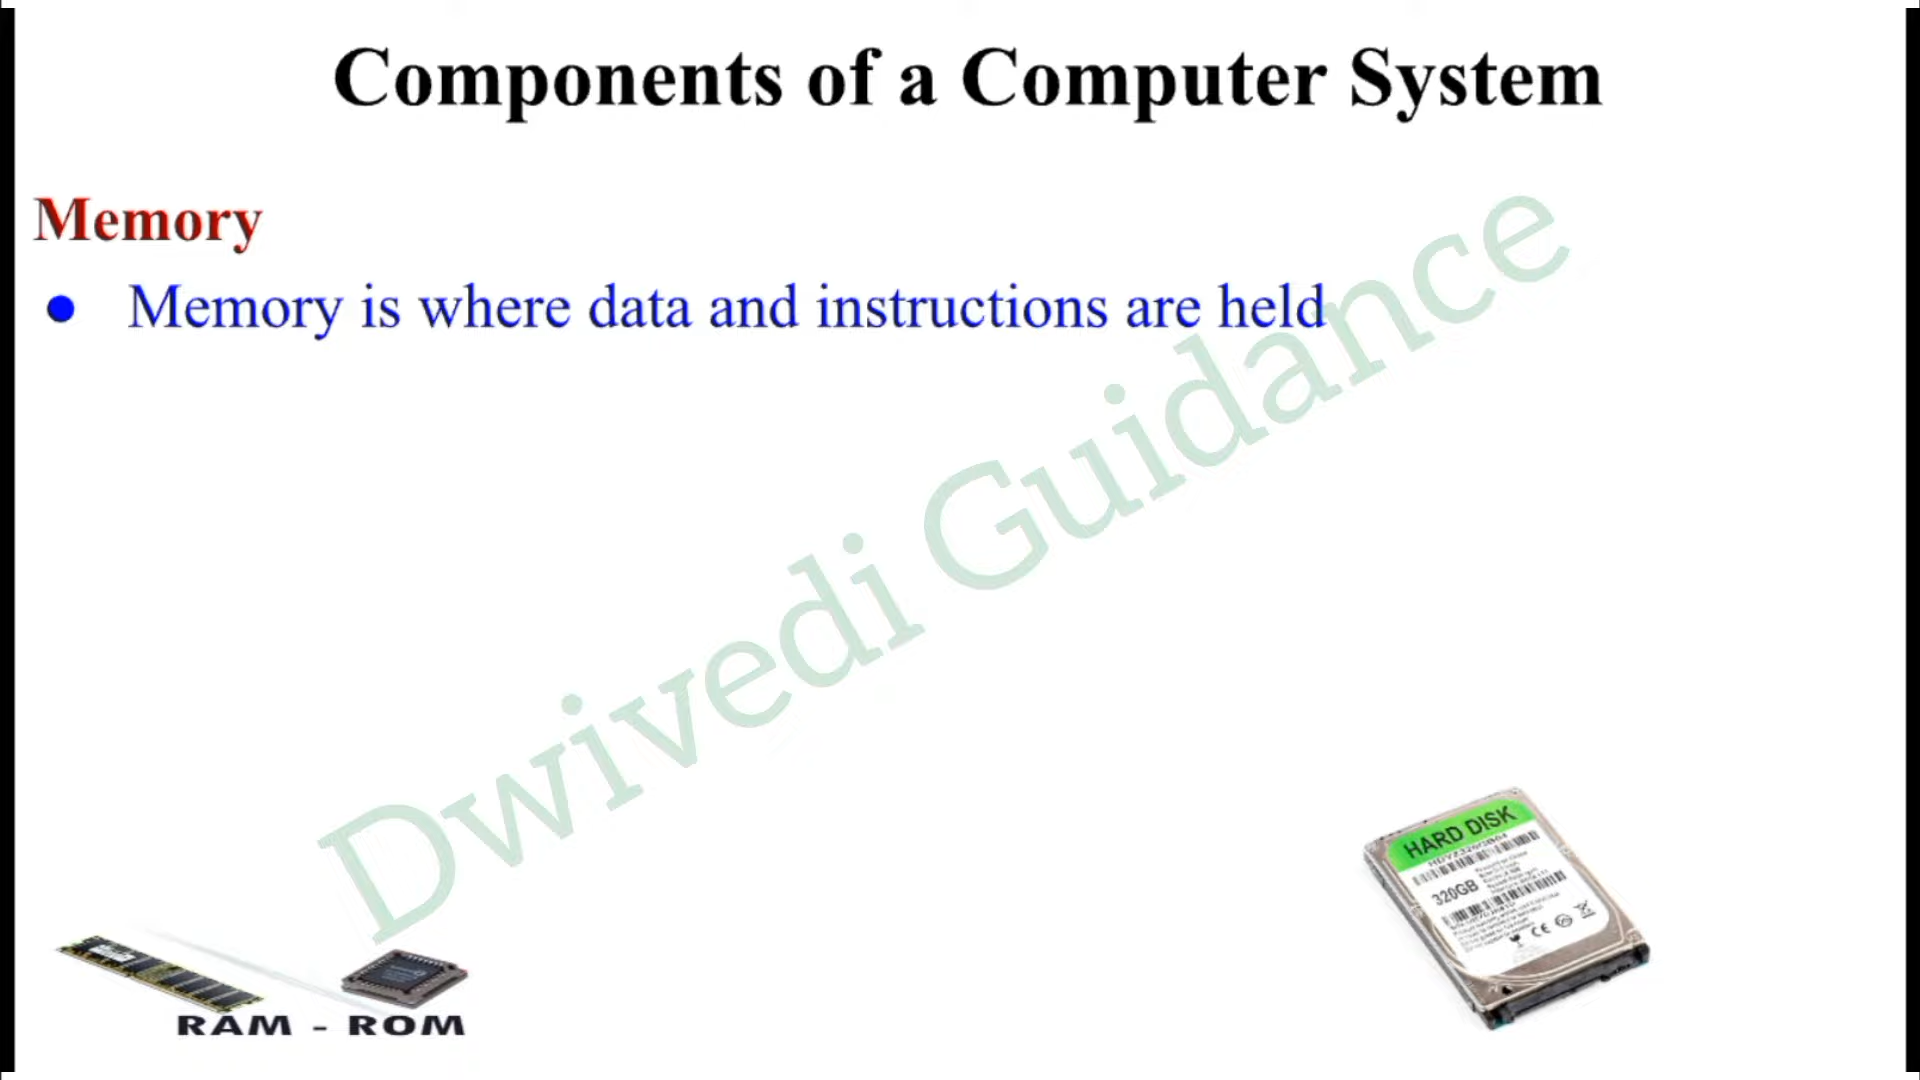 Components of a Computer System
Memory
● Memory is where data and instructions are held
Dwivedi Guidance
HARD DISK
320GB
RAM - ROM